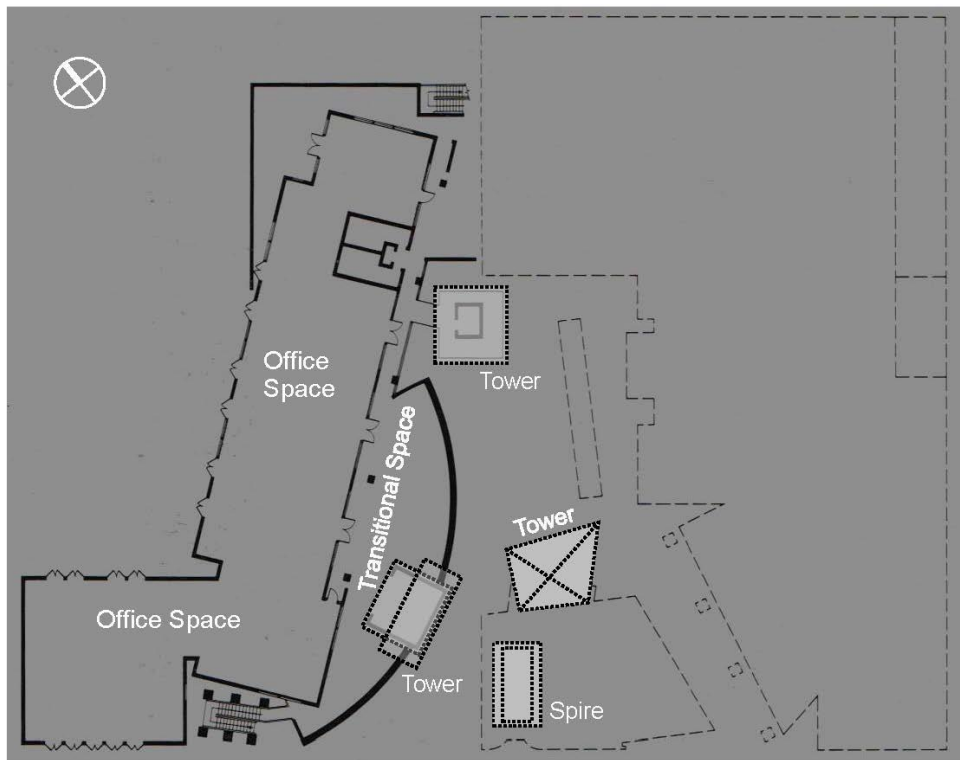 Office
Space
Tower
Transitional Space
Tower
Office Space
Tower
Spire